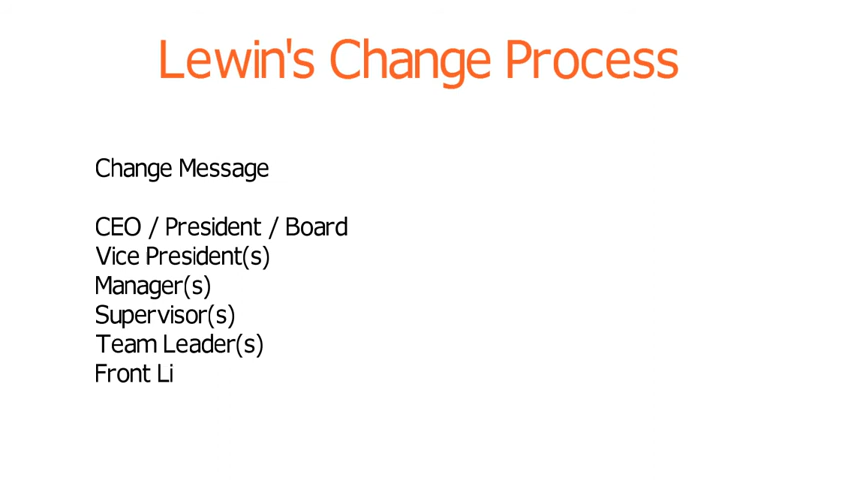 Lewin's Change Process
Change Message
CEO / President / Board
Vice President(s)
Manager(s)
Supervisor(s)
Team Leader(s)
Front Li